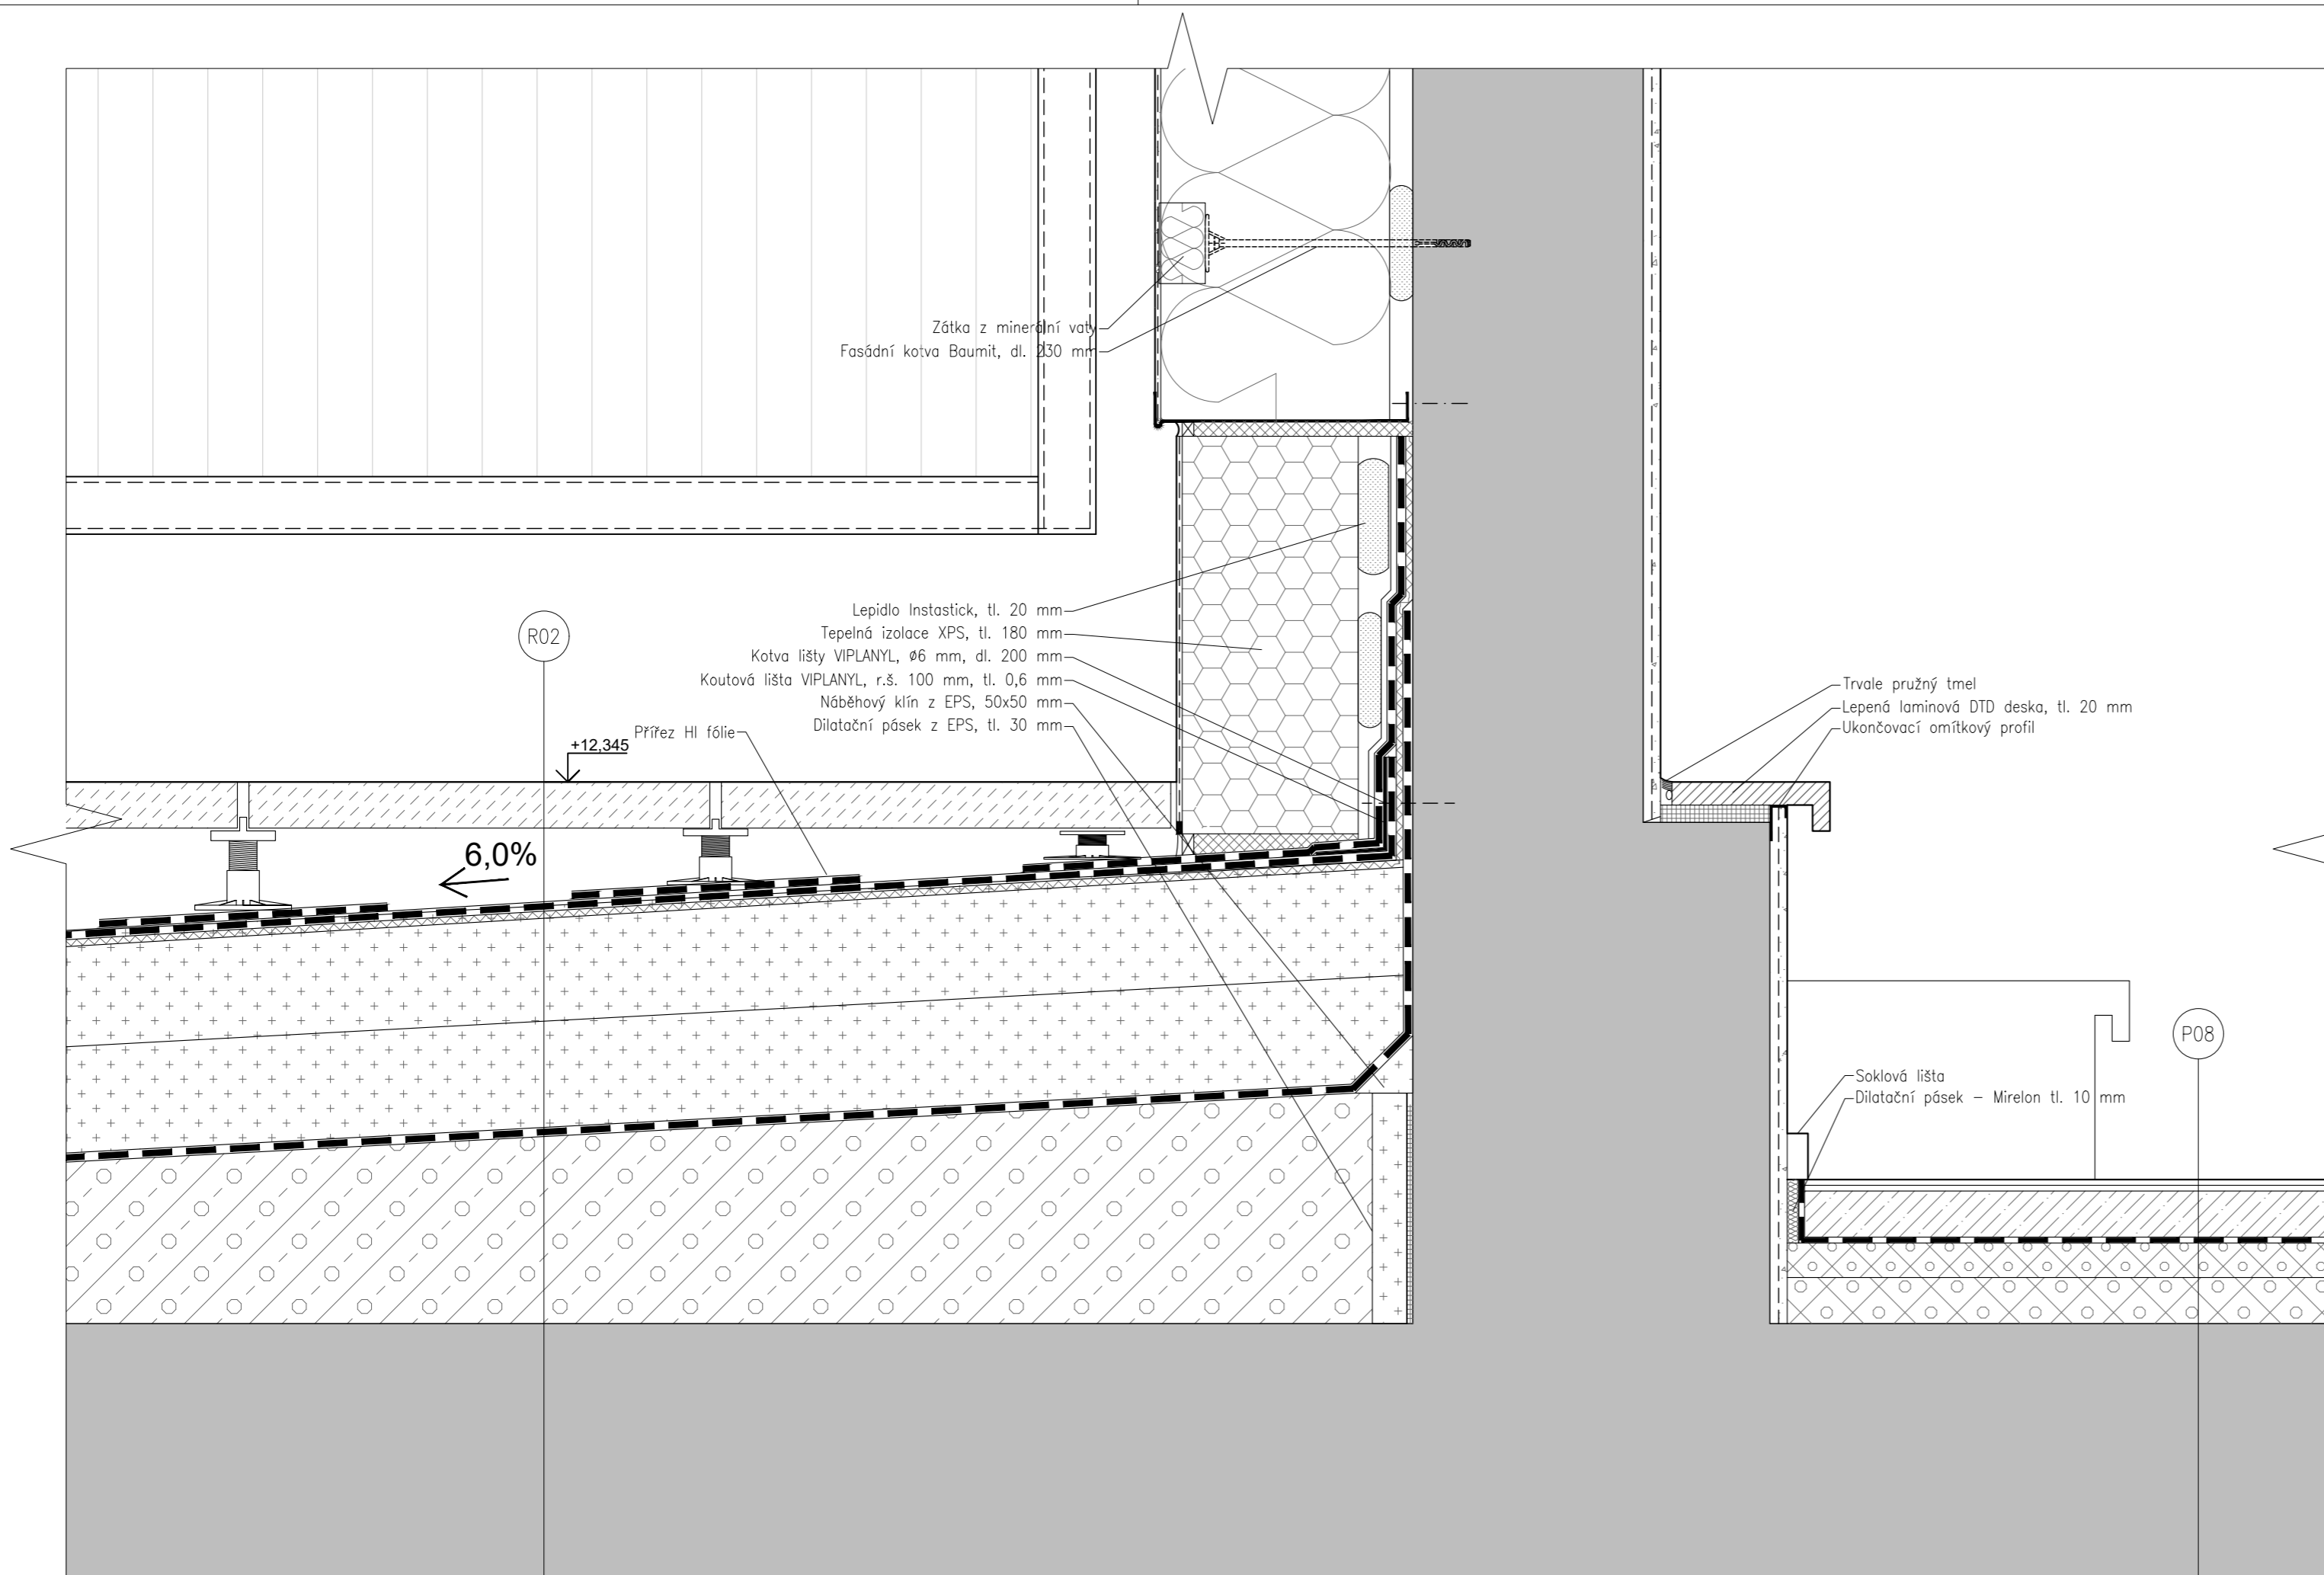 Zátka z minerální vaty
Fasádní kotva Baumit, dl. 230 mm
R02
Lepidlo Instastick, tl. 20 mm
Tepelná izolace XPS, tl. 180 mm
Kotva lišty VIPLANYL, ø6 mm, dl. 200 mm
Koutová lišta VIPLANYL, r.š. 100 mm, tl. 0,6 mm
Náběhový klín z EPS, 50x50 mm
Dilatační pásek z EPS, tl. 30 mm
Přířez HI fólie
+12,345
6,0%
Trvale pružný tmel
Lepená laminová DTD deska, tl. 20 mm
Ukončovací omítkový profil
P08
Soklová lišta
Dilatační pásek – Mirelon tl. 10 mm